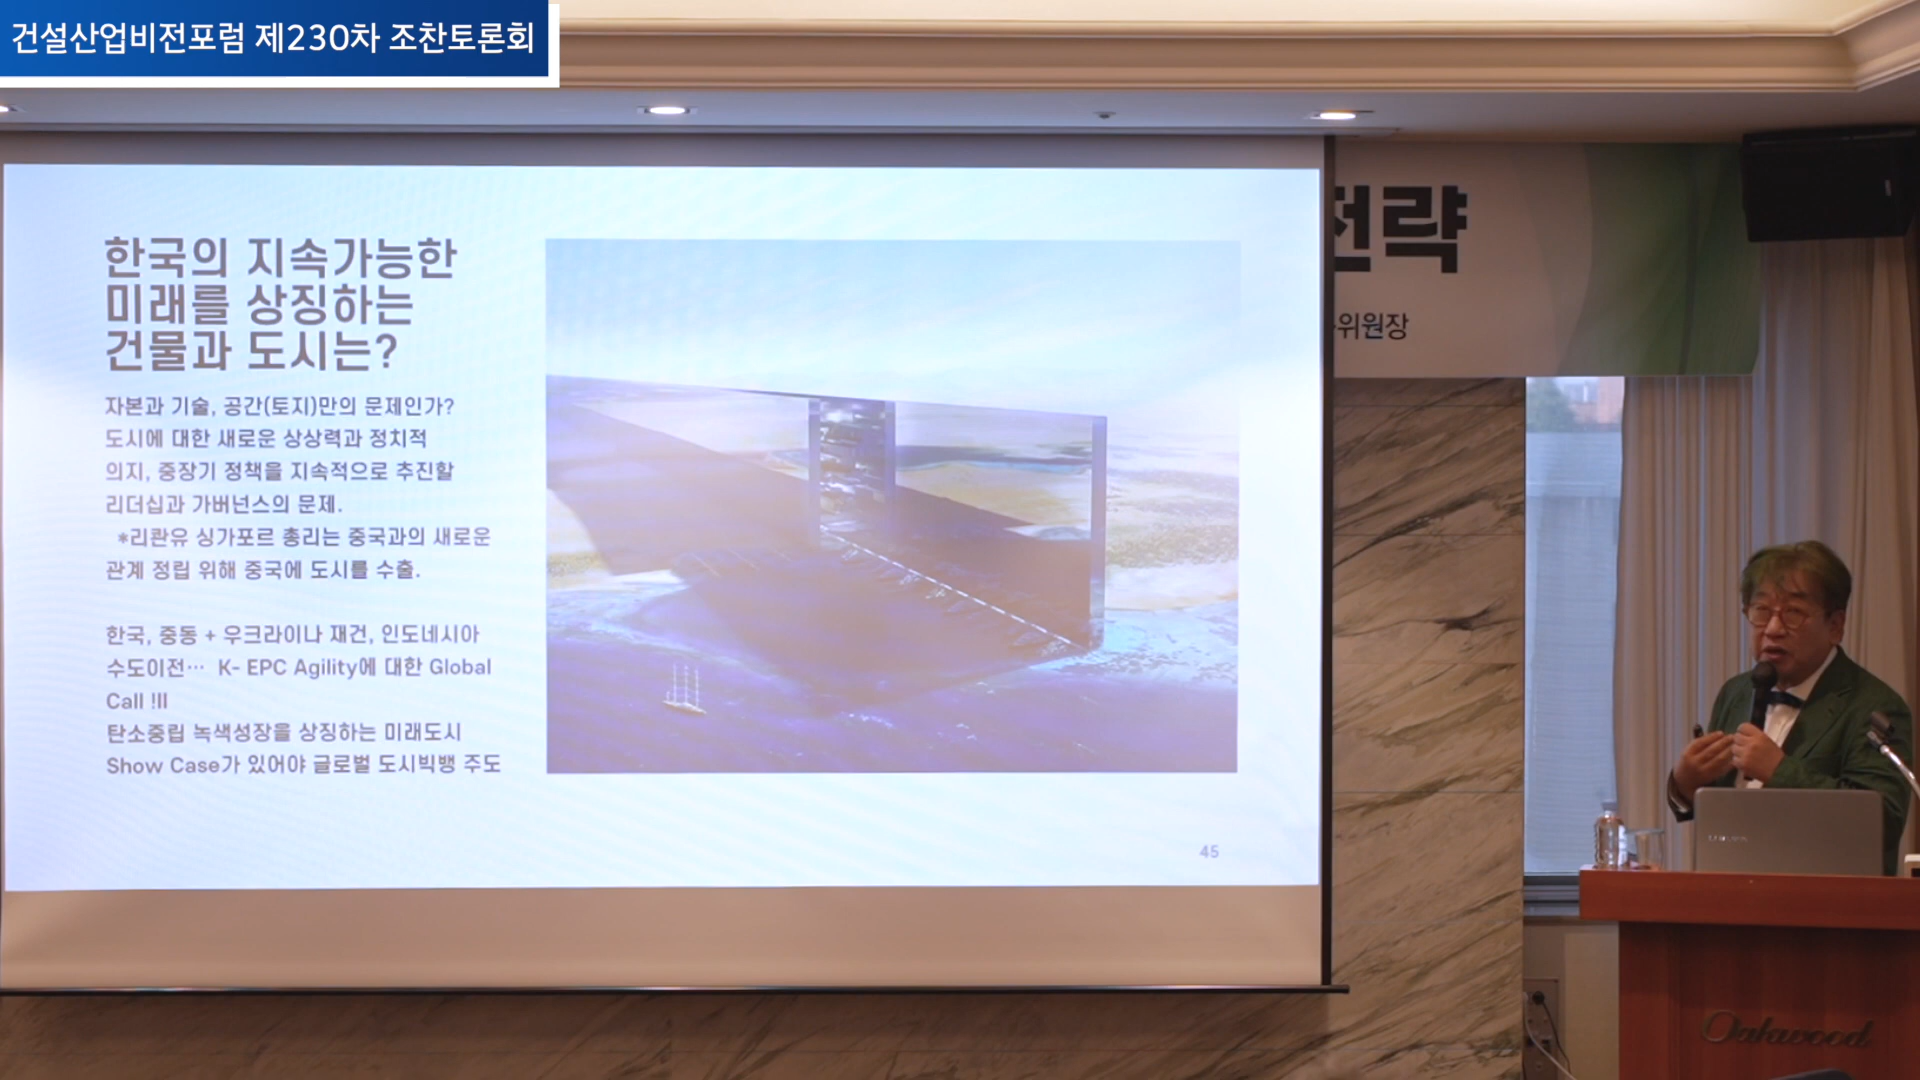 건설산업비전포럼 제230차 조찬토론회
전략
위원장
한국의 지속가능한
미래를 상징하는
건물과 도시는?
자본과 기술, 공간(토지)만의 문제인가?
도시에 대한 새로운 상상력과 정치적
의지, 중장기 정책을 지속적으로 추진할
리더십과 가버넌스의 문제.
*리콴유 싱가포르 총리는 중국과의 새로운
관계 정립 위해 중국에 도시를 수출.
한국, 중동 + 우크라이나 재건, 인도네시아
수도이전… K- EPC Agility에 대한 Global
Call !!!
탄소중립 녹색성장을 상징하는 미래도시
Show Case가 있어야 글로벌 도시빅뱅 주도
45
Oakwood